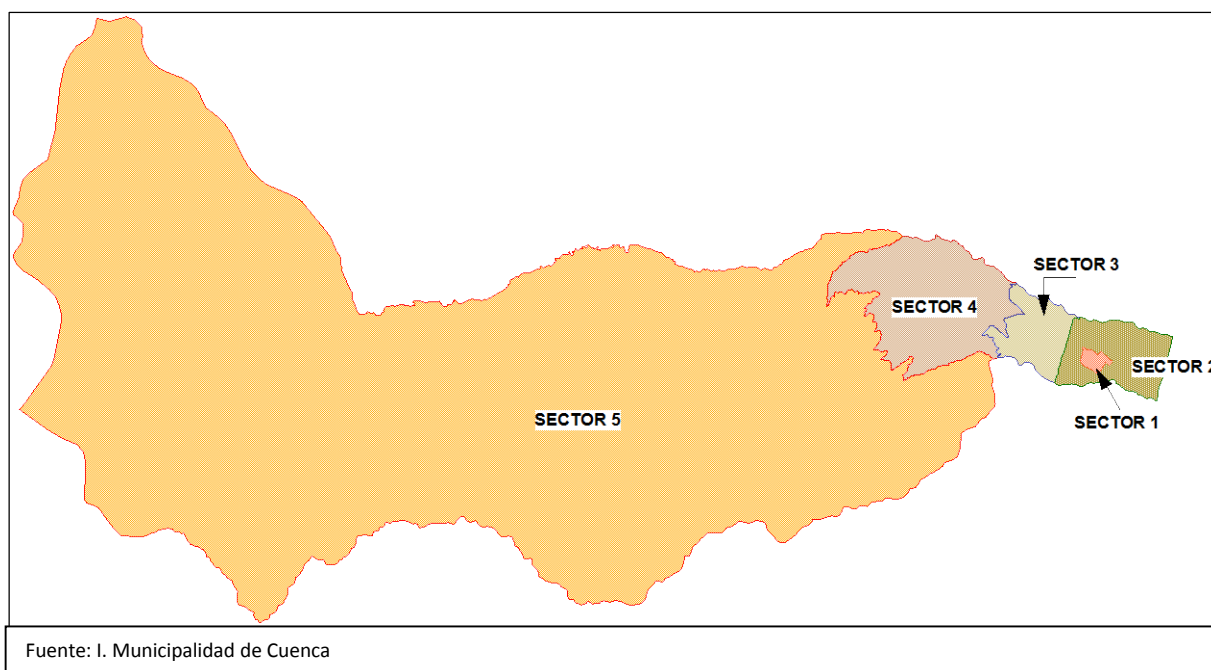 SECTOR 3
SECTOR 4
SECTOR 2
SECTOR 5
SECTOR 1
Fuente: I. Municipalidad de Cuenca